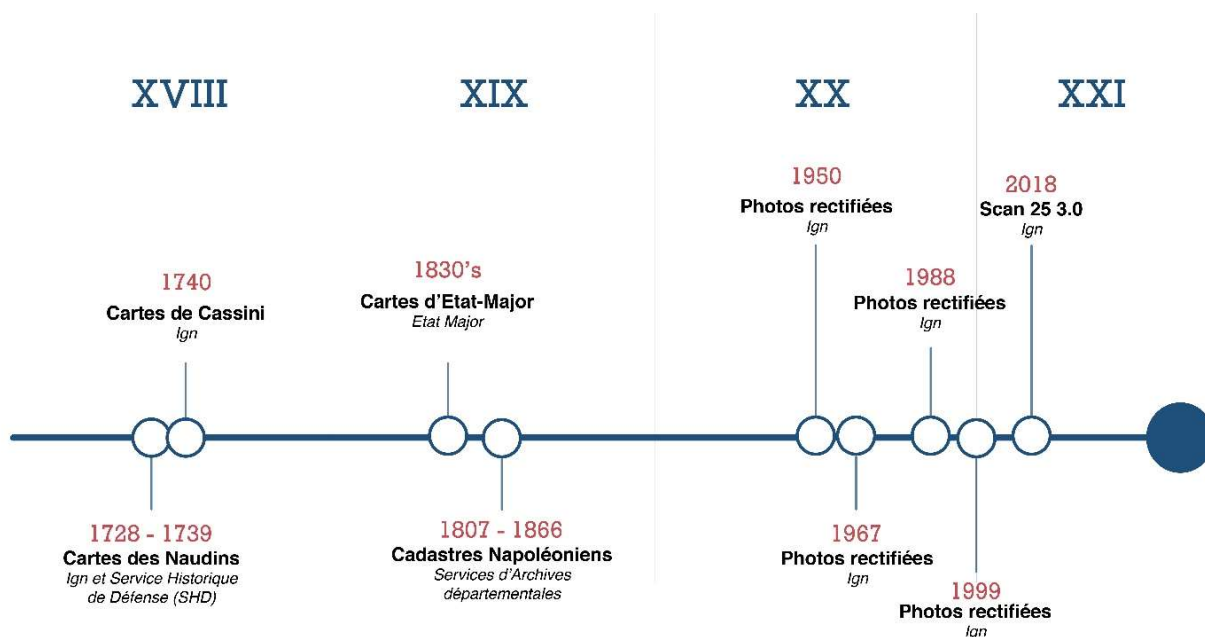 XVIII
XIX
XX
XXI
1740
Cartes de Cassini
Ign
1830's
Cartes d'Etat-Major
Etat Major
1950
Photos rectifiées
Ign
1988
Photos rectifiées
Ign
2018
Scan 25 3.0
Ign
1728 - 1739
Cartes des Naudins
Ign et Service Historique
de Défense (SHD)
1807 - 1866
Cadastres Napoléoniens
Services d'Archives
départementales
1967
Photos rectifiées
Ign
1999
Photos rectifiées
Ign